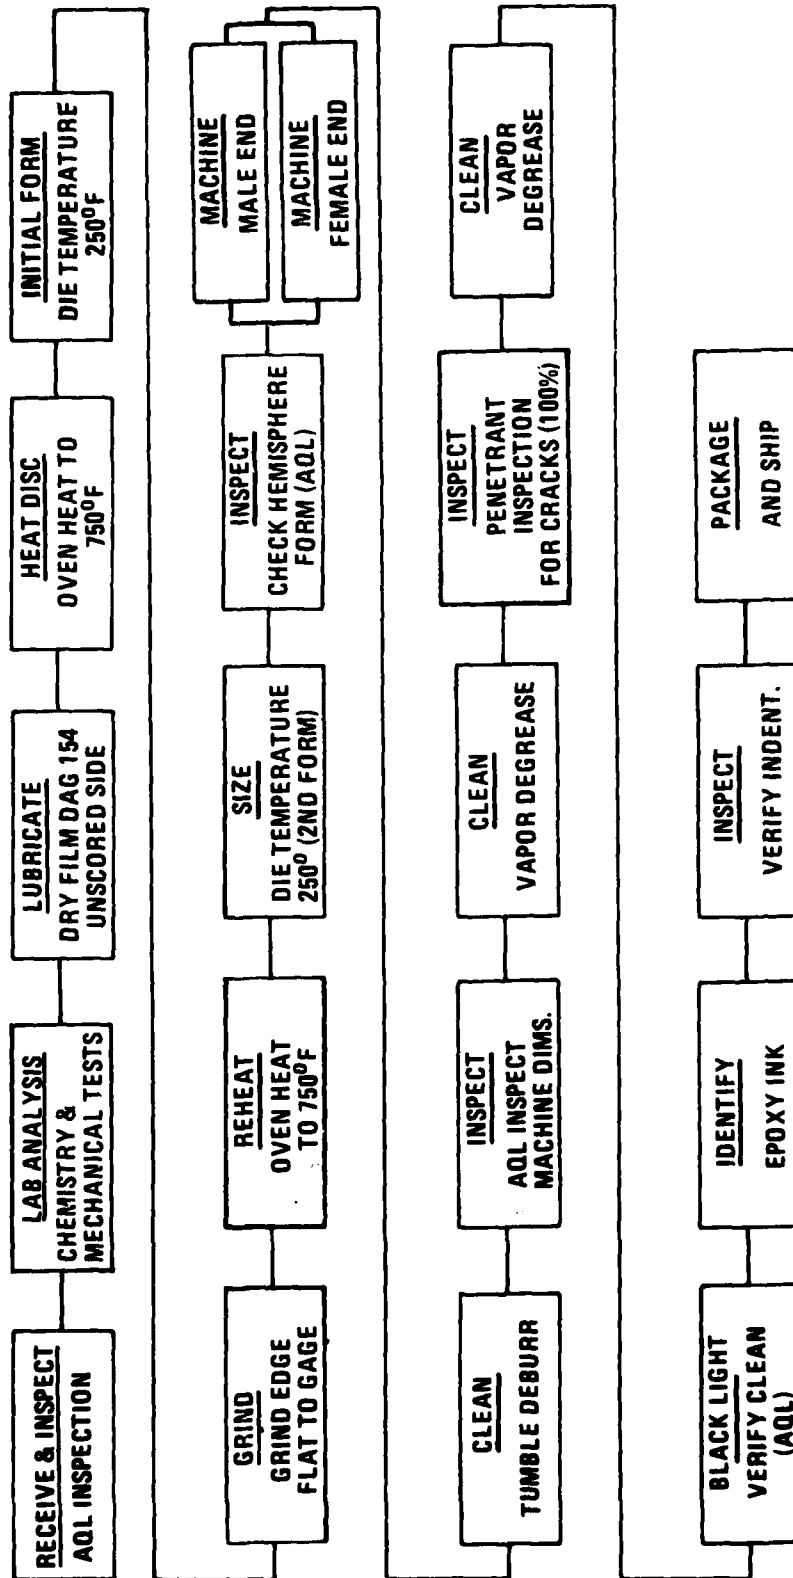 RECEIVE & INSPECT
AQL INSPECTION
LAB ANALYSIS
CHEMISTRY &
MECHANICAL TESTS
LUBRICATE
DRY FILM DAG 154
UNSCORED SIDE
HEAT DISC
OVEN HEAT TO
750°F
INITIAL FORM
DIE TEMPERATURE
250°F
GRIND
GRIND EDGE
FLAT TO GAGE
REHEAT
OVEN HEAT
TO 750°F
SIZE
DIE TEMPERATURE
250° (2ND FORM)
INSPECT
CHECK HEMISPHERE
FORM (AQL)
MACHINE
MALE END
MACHINE
FEMALE END
CLEAN
TUMBLE DEBURR
INSPECT
AQL INSPECT
MACHINE DIMS.
CLEAN
VAPOR DEGREASE
INSPECT
PENETRANT
INSPECTION
FOR CRACKS (100%)
CLEAN
VAPOR
DEGREASE
BLACK LIGHT
VERIFY CLEAN
(AQL)
IDENTIFY
EPOXY INK
INSPECT
VERIFY INDENT.
PACKAGE
AND SHIP